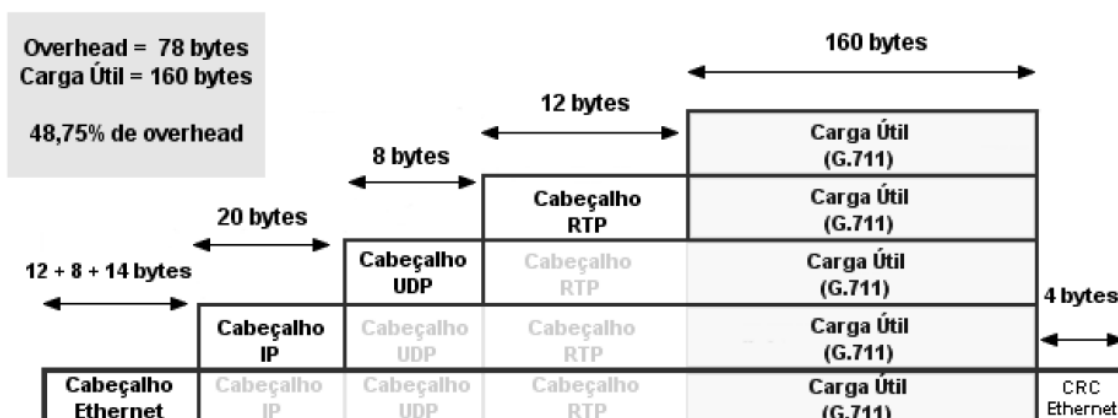 Overhead = 78 bytes
Carga Útil = 160 bytes
48,75% de overhead
160 bytes
12 bytes
Carga Útil
(G.711)
8 bytes
Cabeçalho
RTP
Carga Útil
(G.711)
20 bytes
Cabeçalho
UDP
Cabeçalho
RTP
Carga Útil
(G.711)
12 + 8 + 14 bytes
4 bytes
Cabeçalho
IP
Cabeçalho
UDP
Cabeçalho
RTP
Carga Útil
(G.711)
Cabeçalho
Ethernet
Cabeçalho
IP
Cabeçalho
UDP
Cabeçalho
RTP
Carga Útil
(G.711)
CRC
Ethernet